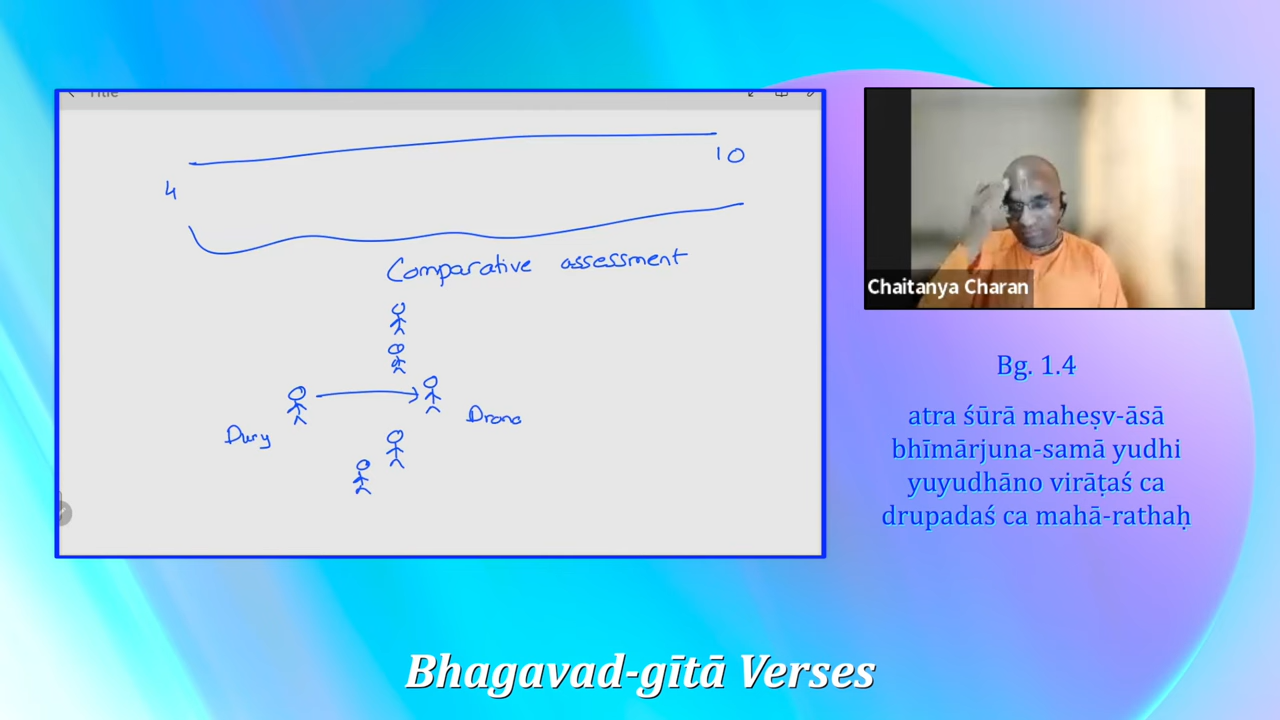 Title
10
4
Comparative assessment
Dury
Drona
Chaitanya Charan
Bg. 1.4
atra śūrā maheṣv-āsā
bhīmārjuna-samā yudhi
yuyudhāno virāṭaś ca
drupadaś ca mahā-rathaḥ
Bhagavad-gītā Verses